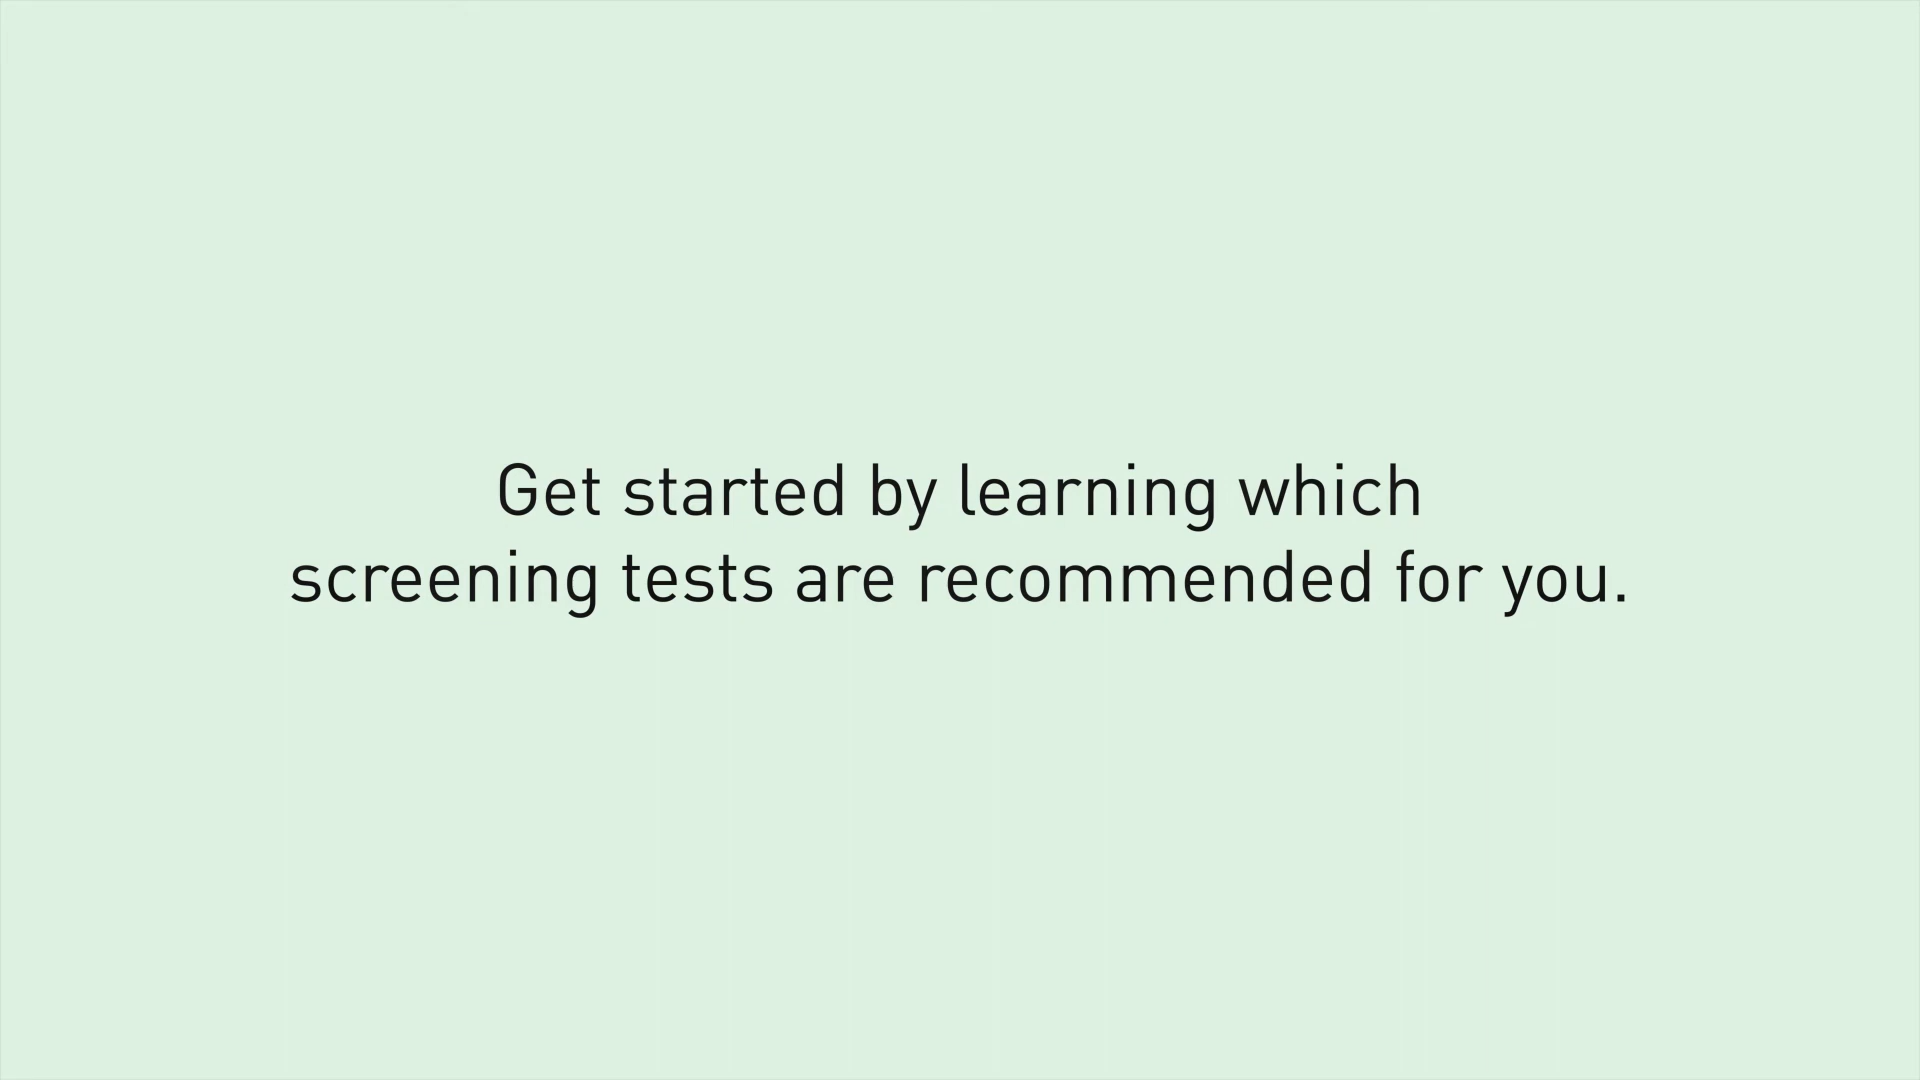 Get started by learning which
screening tests are recommended for you.